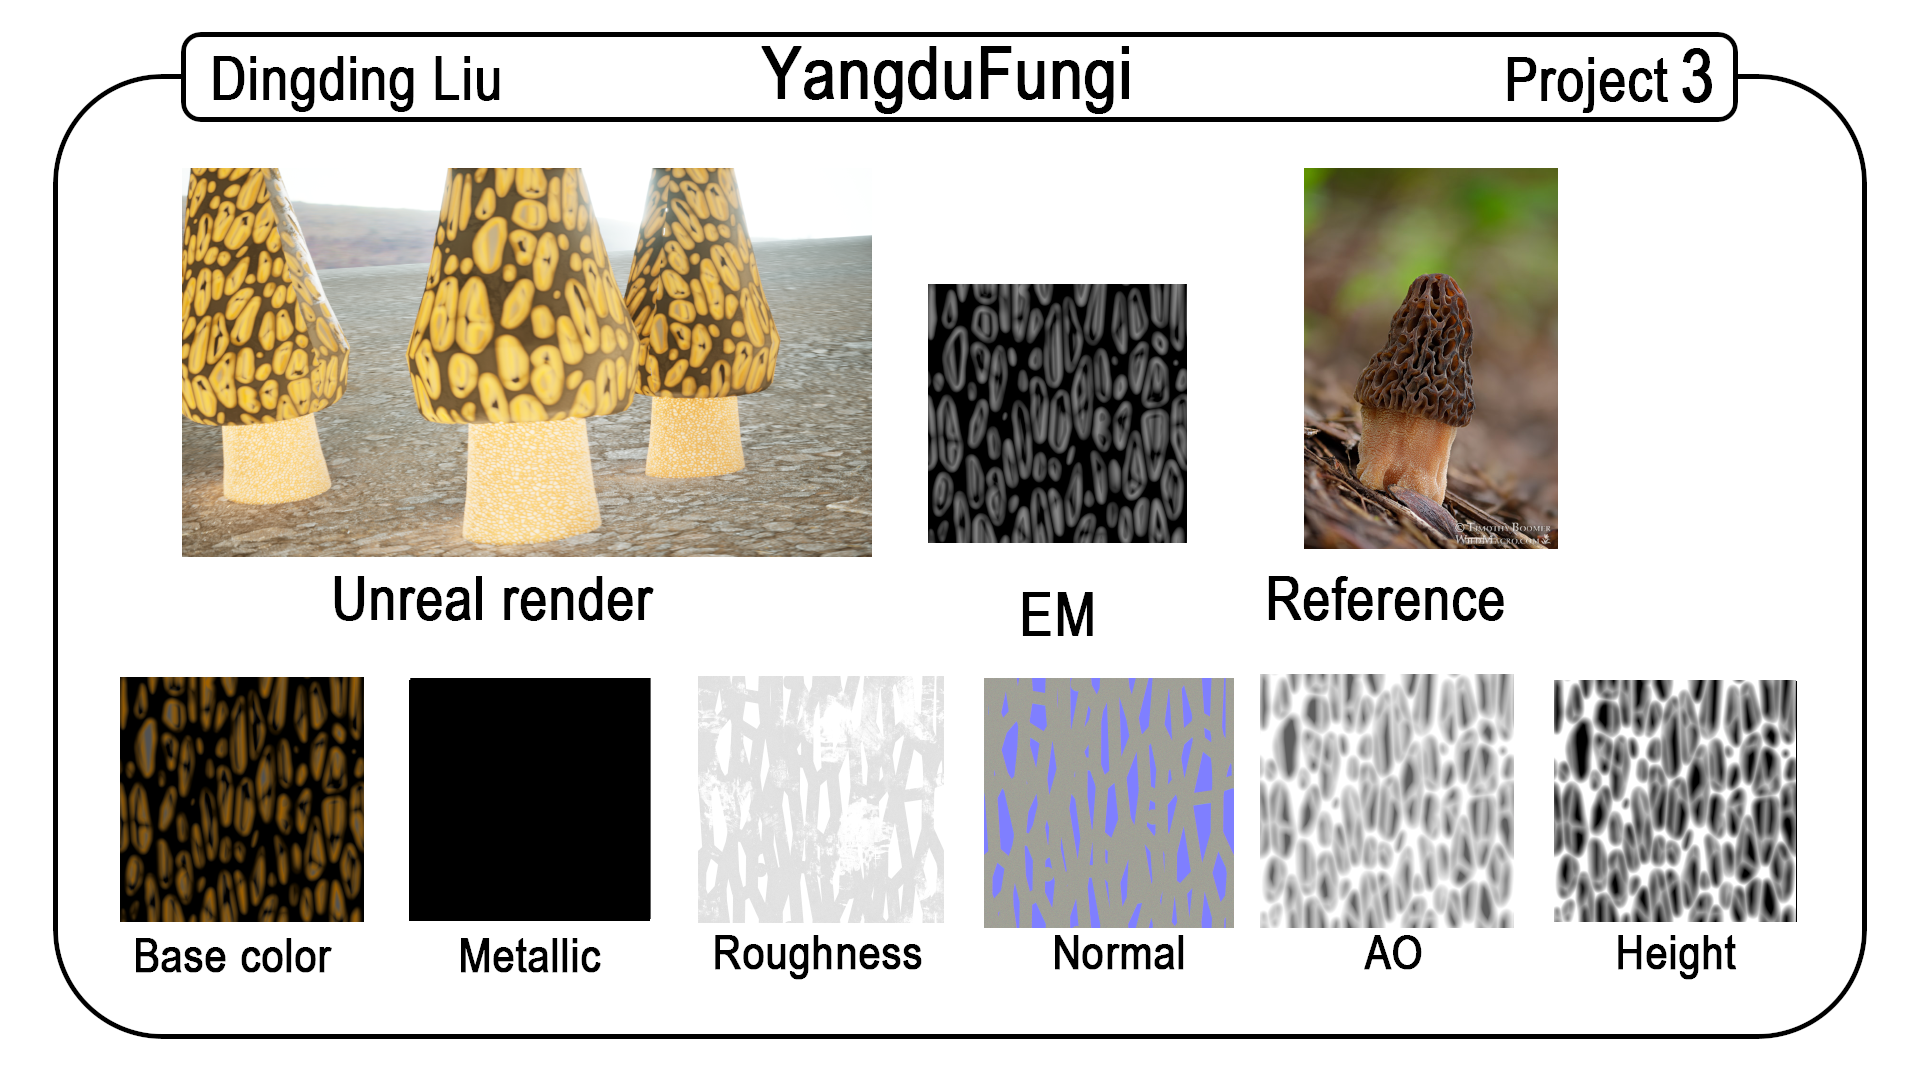 Dingding Liu YangduFungi Project 3
© Timothy Boomer
WildMacro.com
Unreal render
EM
Reference
Base color
Metallic
Roughness
Normal
AO
Height